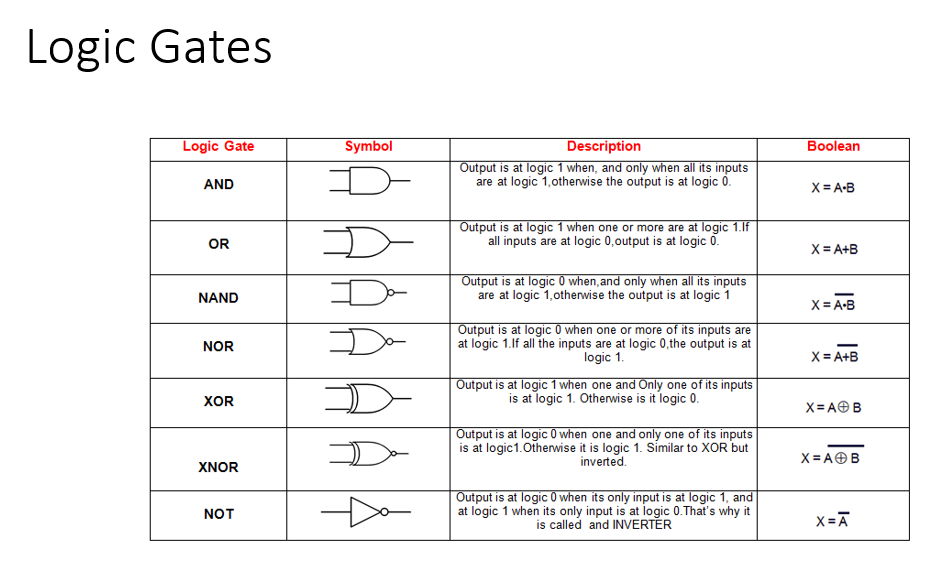 Logic Gates
Logic Gate Symbol Description Boolean
AND
Output is at logic 1 when, and only when all its inputs
are at logic 1,otherwise the output is at logic 0.
X = A•B
OR
Output is at logic 1 when one or more are at logic 1.If
all inputs are at logic 0,output is at logic 0.
X = A+B
NAND
Output is at logic 0 when,and only when all its inputs
are at logic 1,otherwise the output is at logic 1
X = A̅•̅B̅
NOR
Output is at logic 0 when one or more of its inputs are
at logic 1.If all the inputs are at logic 0,the output is at
logic 1.
X = A̅+̅B̅
XOR
Output is at logic 1 when one and Only one of its inputs
is at logic 1. Otherwise is it logic 0.
X = A⊕ B
XNOR
Output is at logic 0 when one and only one of its inputs
is at logic1.Otherwise it is logic 1. Similar to XOR but
inverted.
X = A̅⊕̅ ̅B̅
NOT
Output is at logic 0 when its only input is at logic 1, and
at logic 1 when its only input is at logic 0.That's why it
is called and INVERTER
X = A̅